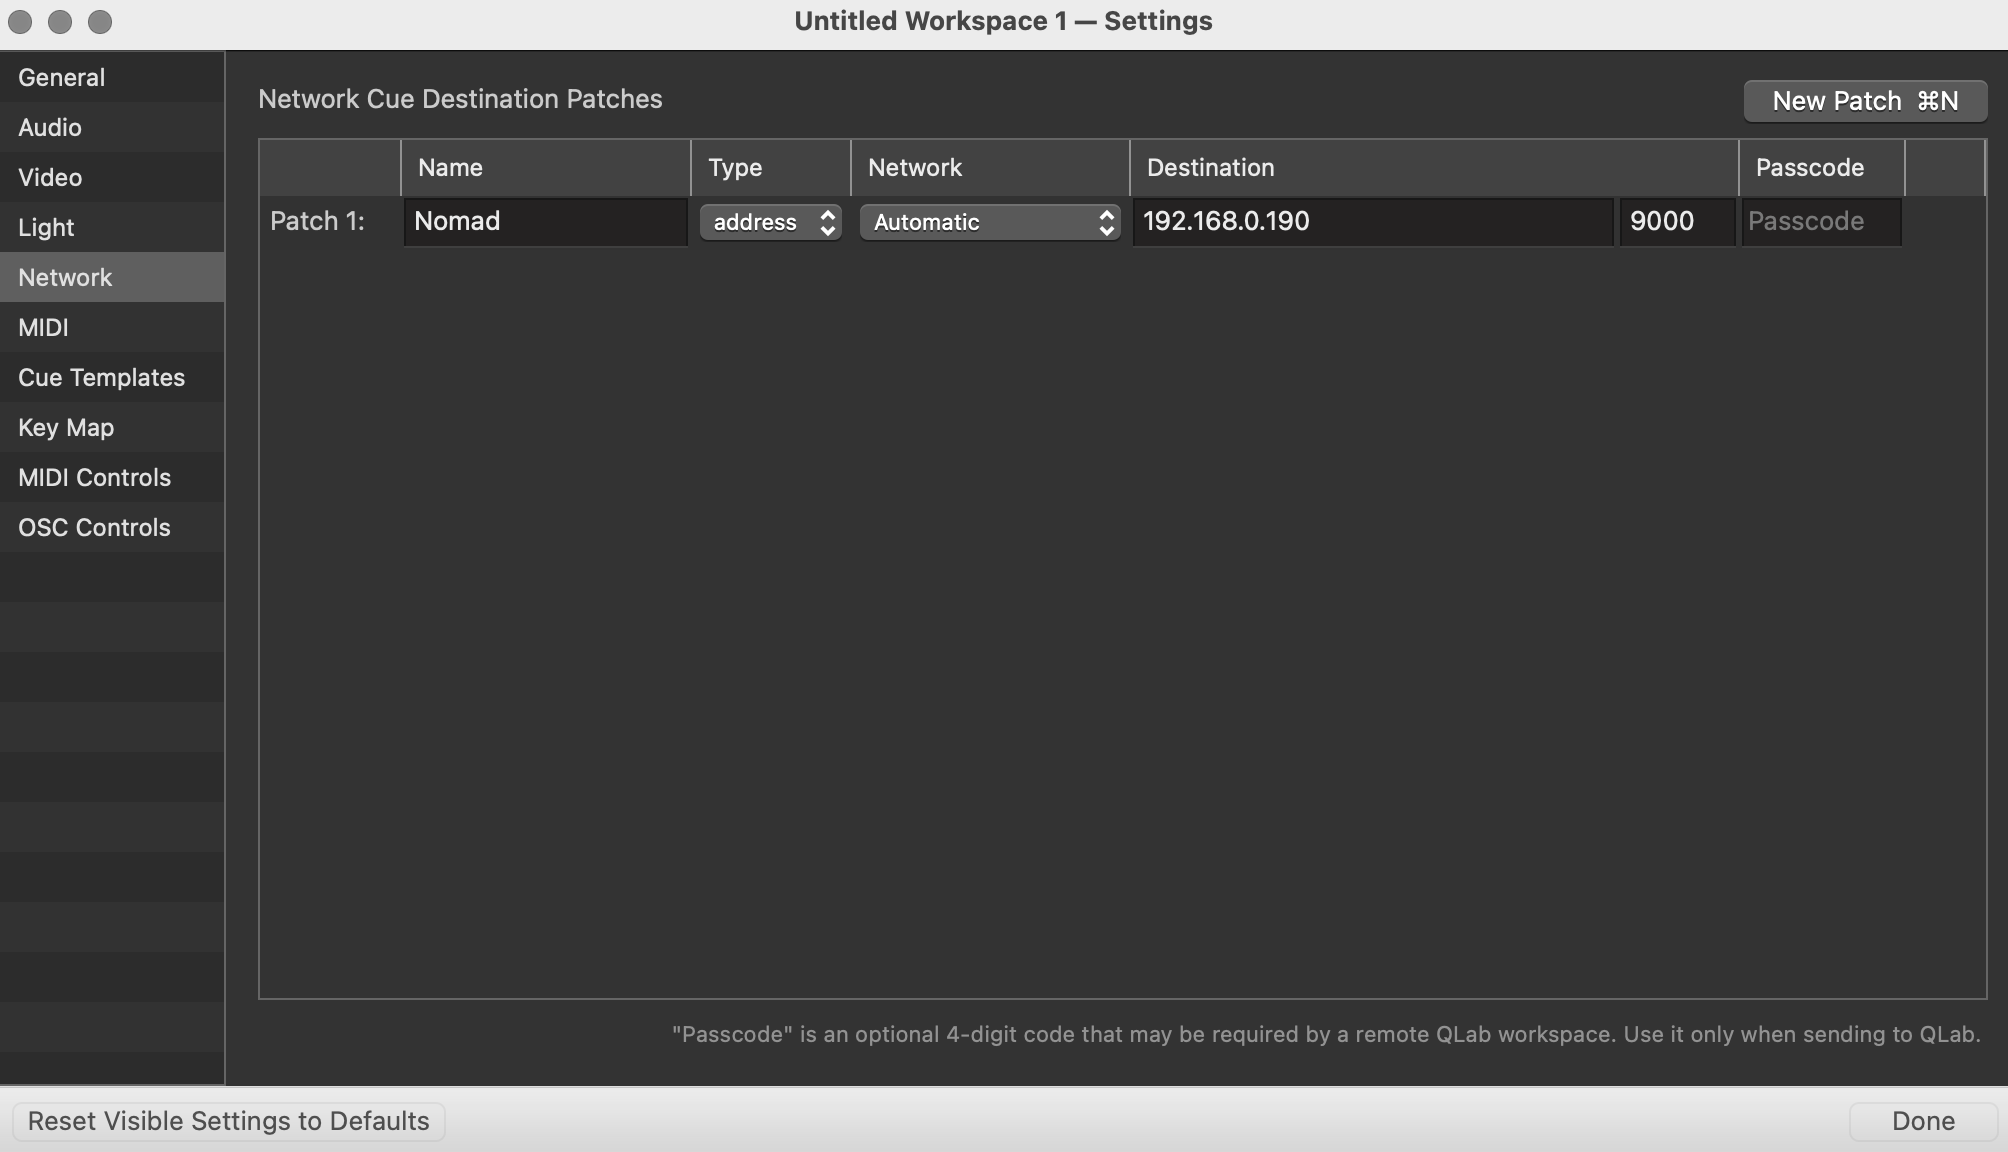 Untitled Workspace 1 — Settings
General
Audio
Video
Light
Network
MIDI
Cue Templates
Key Map
MIDI Controls
OSC Controls
Network Cue Destination Patches
New Patch ⌘N
Name Type Network Destination Passcode
Patch 1: Nomad address Automatic 192.168.0.190 9000 Passcode
"Passcode" is an optional 4-digit code that may be required by a remote QLab workspace. Use it only when sending to QLab.
Reset Visible Settings to Defaults
Done